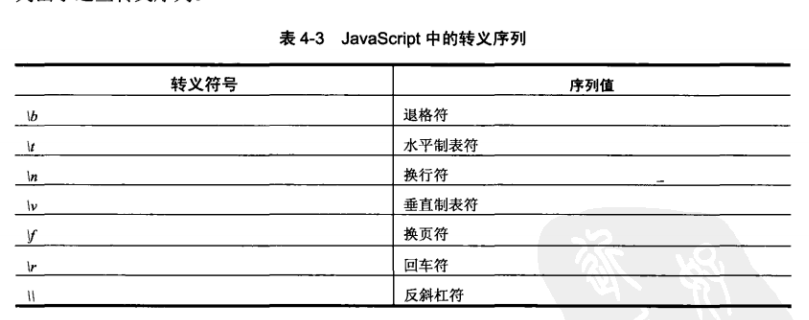 表 4-3 JavaScript 中的转义序列
转义符号 序列值
\b 退格符
\t 水平制表符
\n 换行符
\v 垂直制表符
\f 换页符
\r 回车符
\\ 反斜杠符